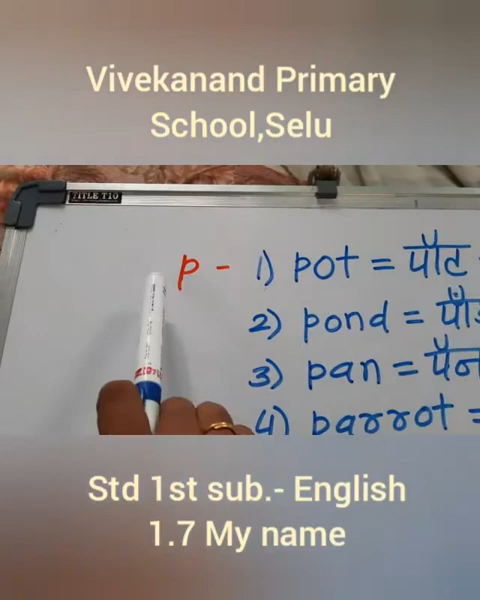 Vivekanand Primary
School,Selu
TITLE T10
p - 1) pot = पॉट
2) pond =
3) pan =
4) parrot =
Std 1st sub.- English
1.7 My name